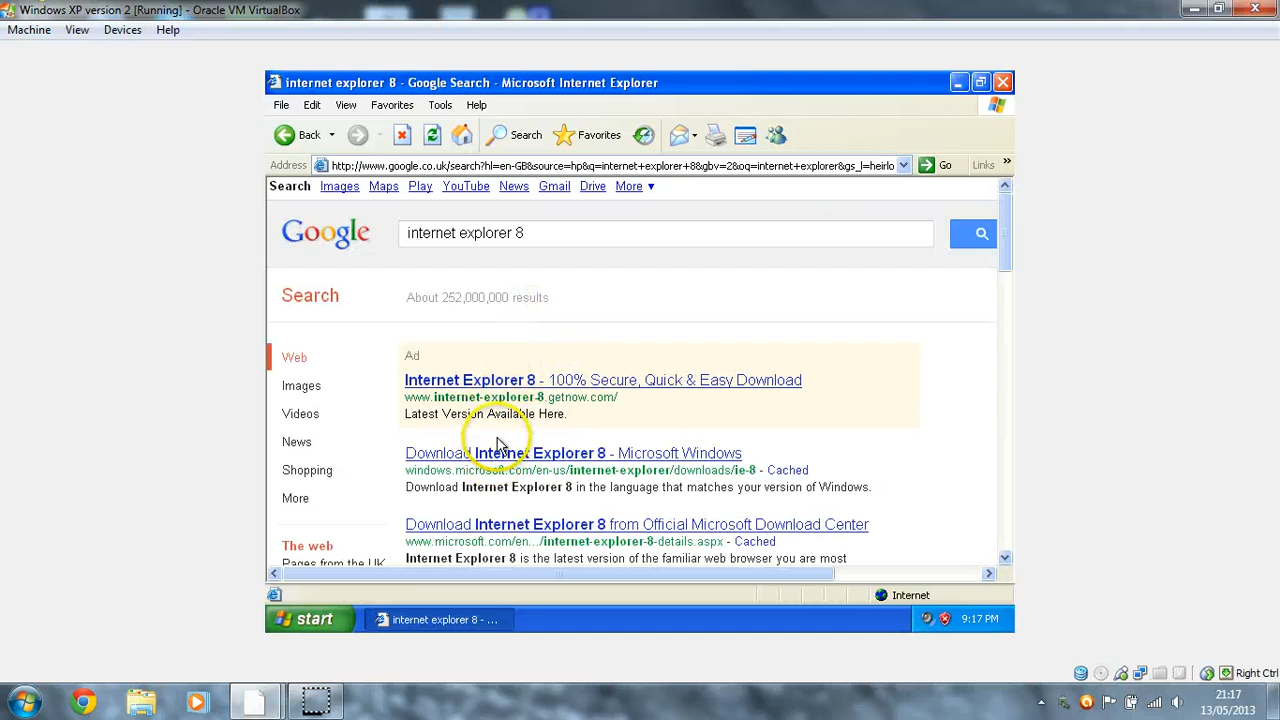 Windows XP version 2 [Running] - Oracle VM VirtualBox
Machine View Devices Help
internet explorer 8 - Google Search - Microsoft Internet Explorer
File Edit View Favorites Tools Help
Back Search Favorites
Address http://www.google.co.uk/search?hl=en-GB&source=hp&q=internet+explorer+8&gbv=2&oq=internet+explorer&gs_l=heirlo Go Links »
Search Images Maps Play YouTube News Gmail Drive More ▼
Google internet explorer 8
Search About 252,000,000 results
Web
Images
Videos
News
Shopping
More
The web
Pages from the UK
Ad
Internet Explorer 8 - 100% Secure, Quick & Easy Download
www.internet-explorer-8.getnow.com/
Latest Version Available Here.
Download Internet Explorer 8 - Microsoft Windows
windows.microsoft.com/en-us/internet-explorer/downloads/ie-8 - Cached
Download Internet Explorer 8 in the language that matches your version of Windows.
Download Internet Explorer 8 from Official Microsoft Download Center
www.microsoft.com/en.../internet-explorer-8-details.aspx - Cached
Internet Explorer 8 is the latest version of the familiar web browser you are most
Internet
start internet explorer 8 - ... 9:17 PM
Right Ctrl
21:17
13/05/2013